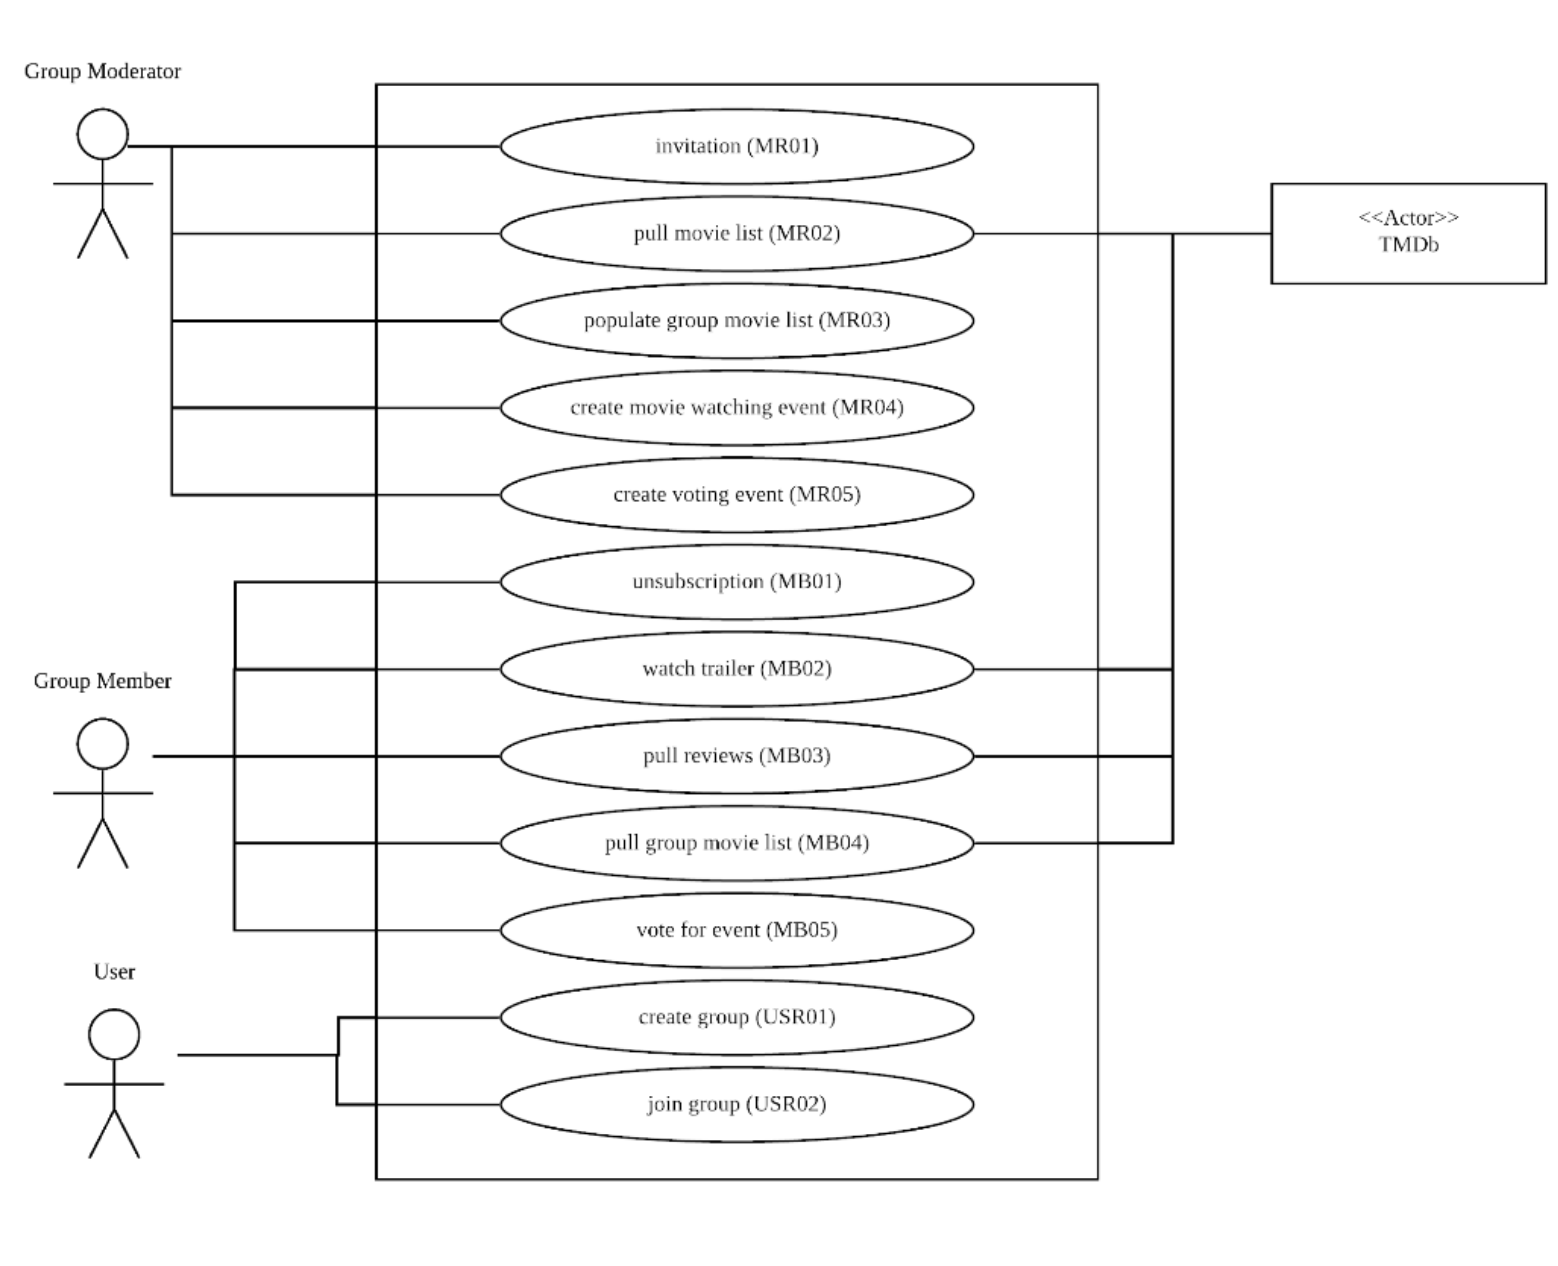 Group Moderator
invitation (MR01)
pull movie list (MR02)
<<Actor>>
TMDb
populate group movie list (MR03)
create movie watching event (MR04)
create voting event (MR05)
unsubscription (MB01)
watch trailer (MB02)
Group Member
pull reviews (MB03)
pull group movie list (MB04)
vote for event (MB05)
User
create group (USR01)
join group (USR02)